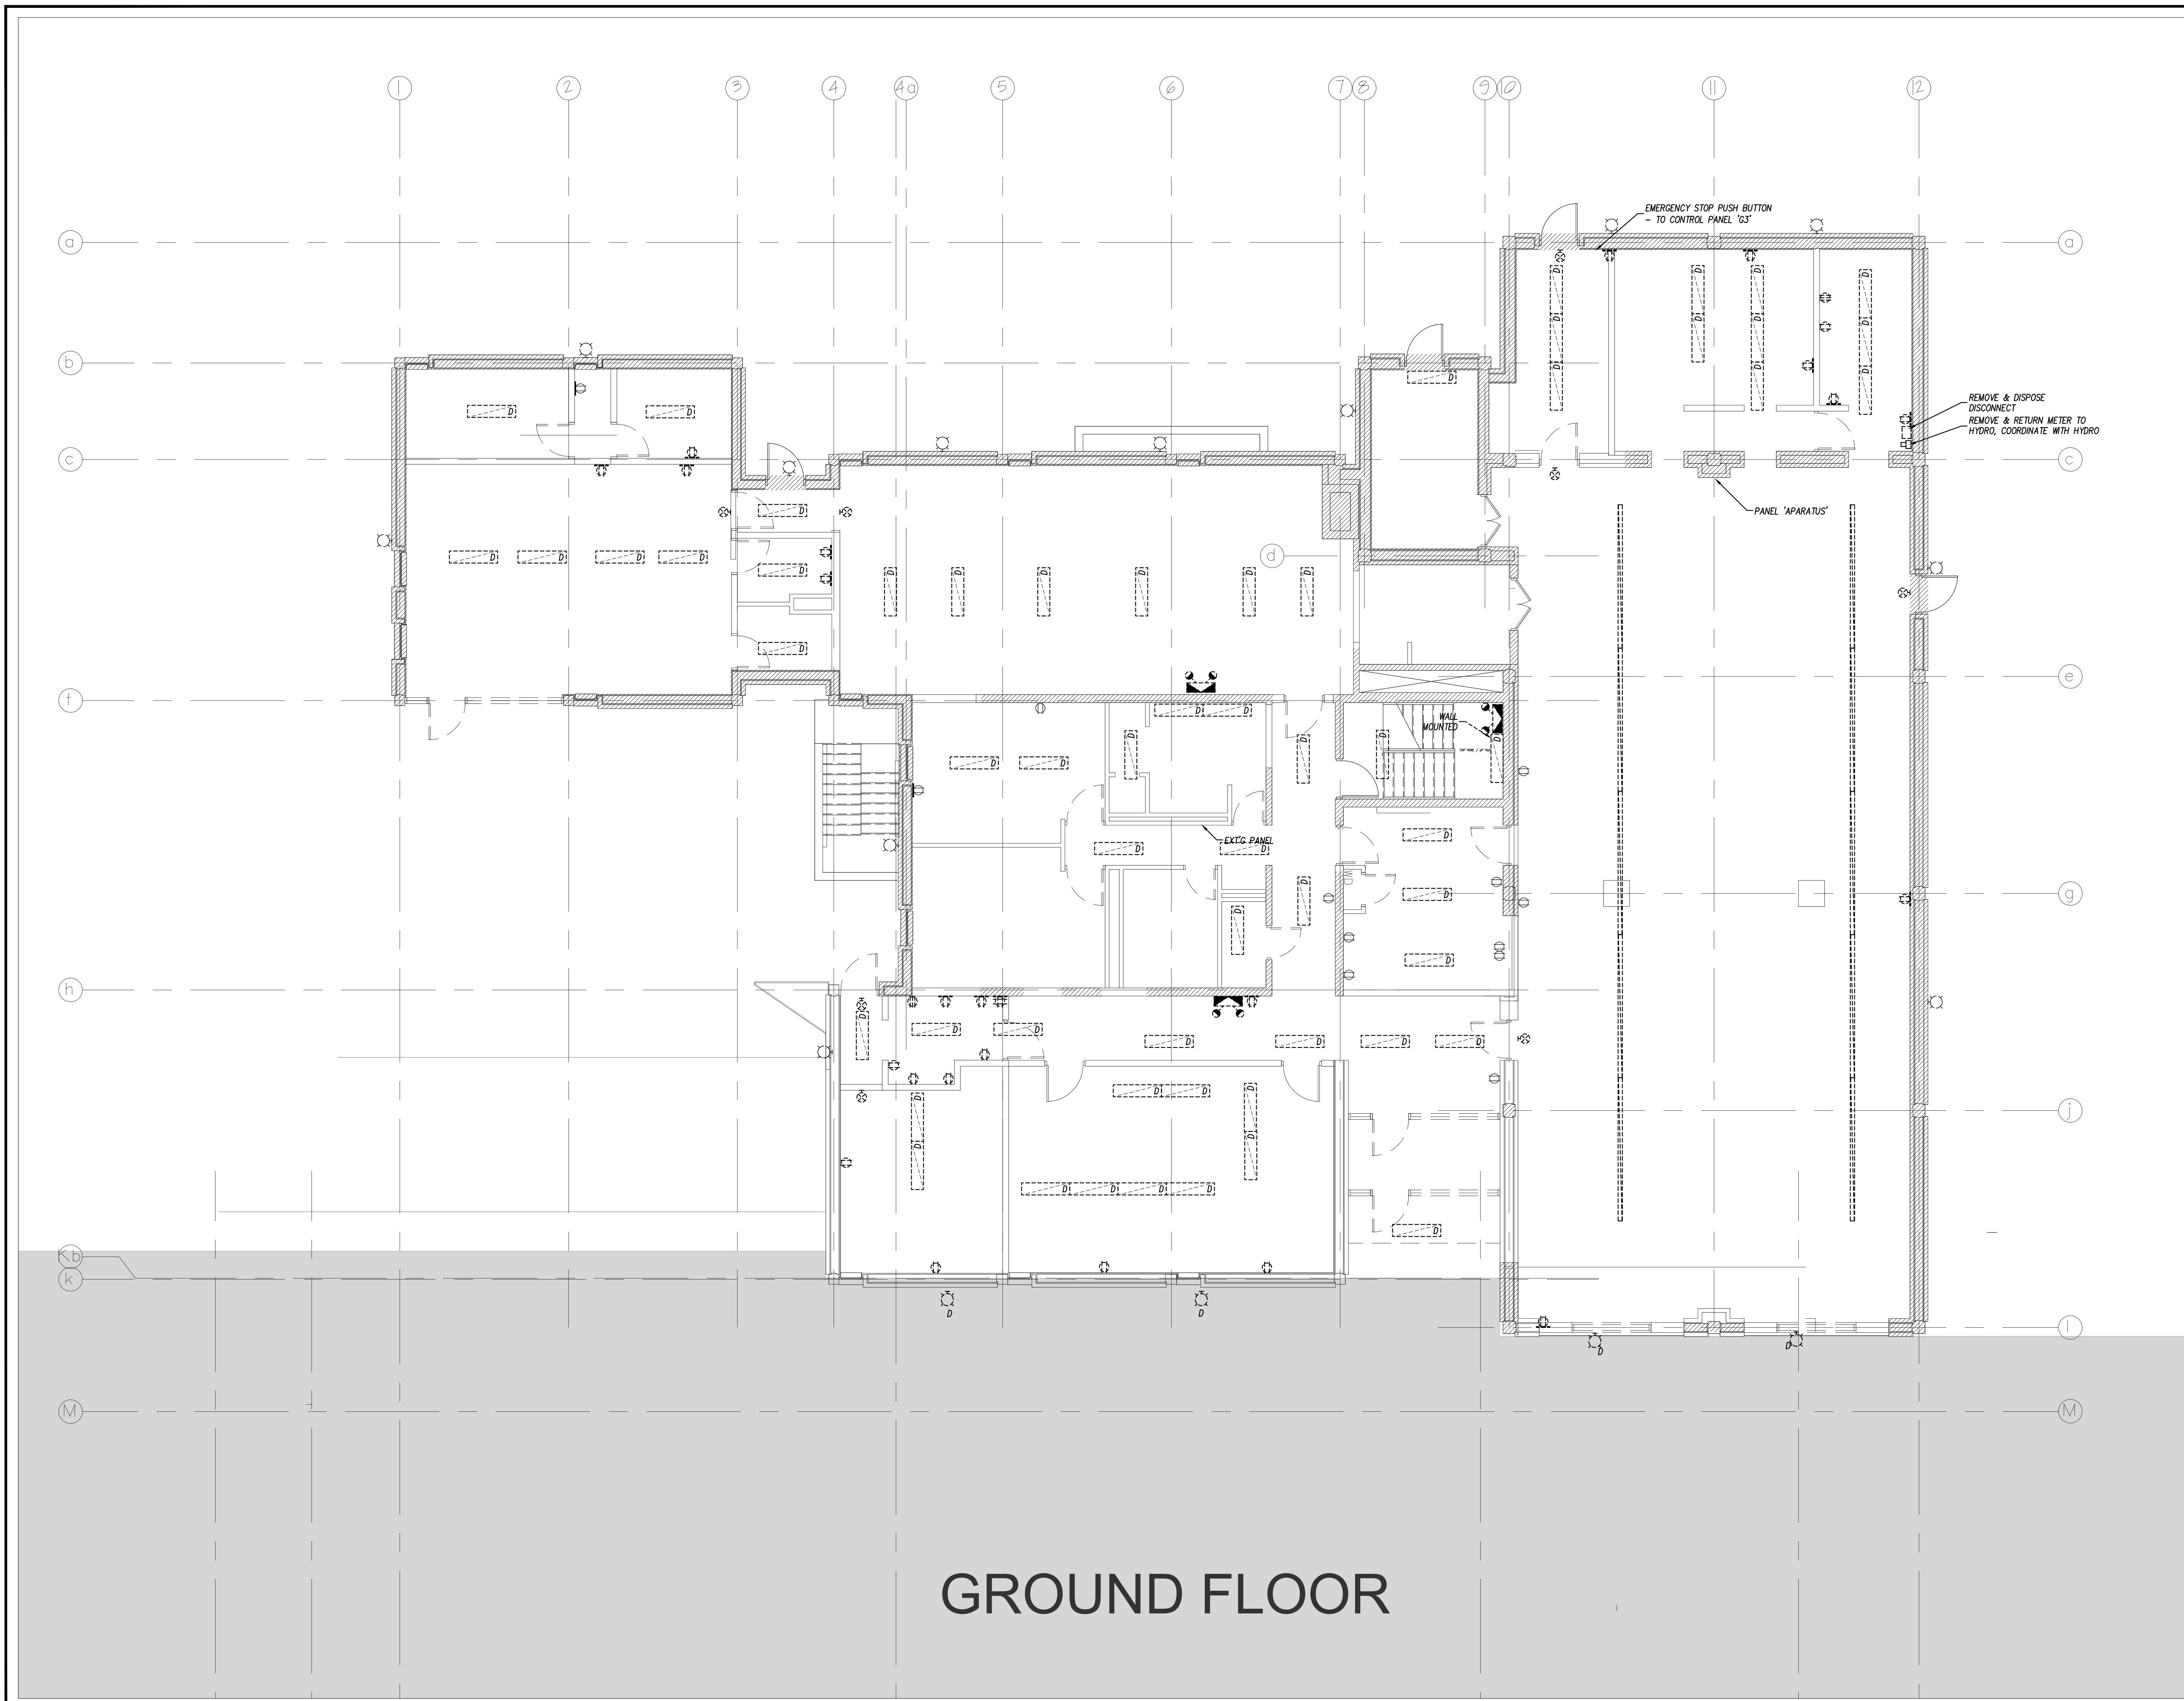 1 2 3 4 4a 5 6 7 8 9 10 11 12
EMERGENCY STOP PUSH BUTTON
- TO CONTROL PANEL 'G3'
a a
b
REMOVE & DISPOSE
DISCONNECT
REMOVE & RETURN METER TO
HYDRO, COORDINATE WITH HYDRO
c c
PANEL 'APARATUS'
d
e
f
WALL
MOUNTED
EXT'G PANEL
g
h
j
Kb
k
D D
D D
l
M M
GROUND FLOOR